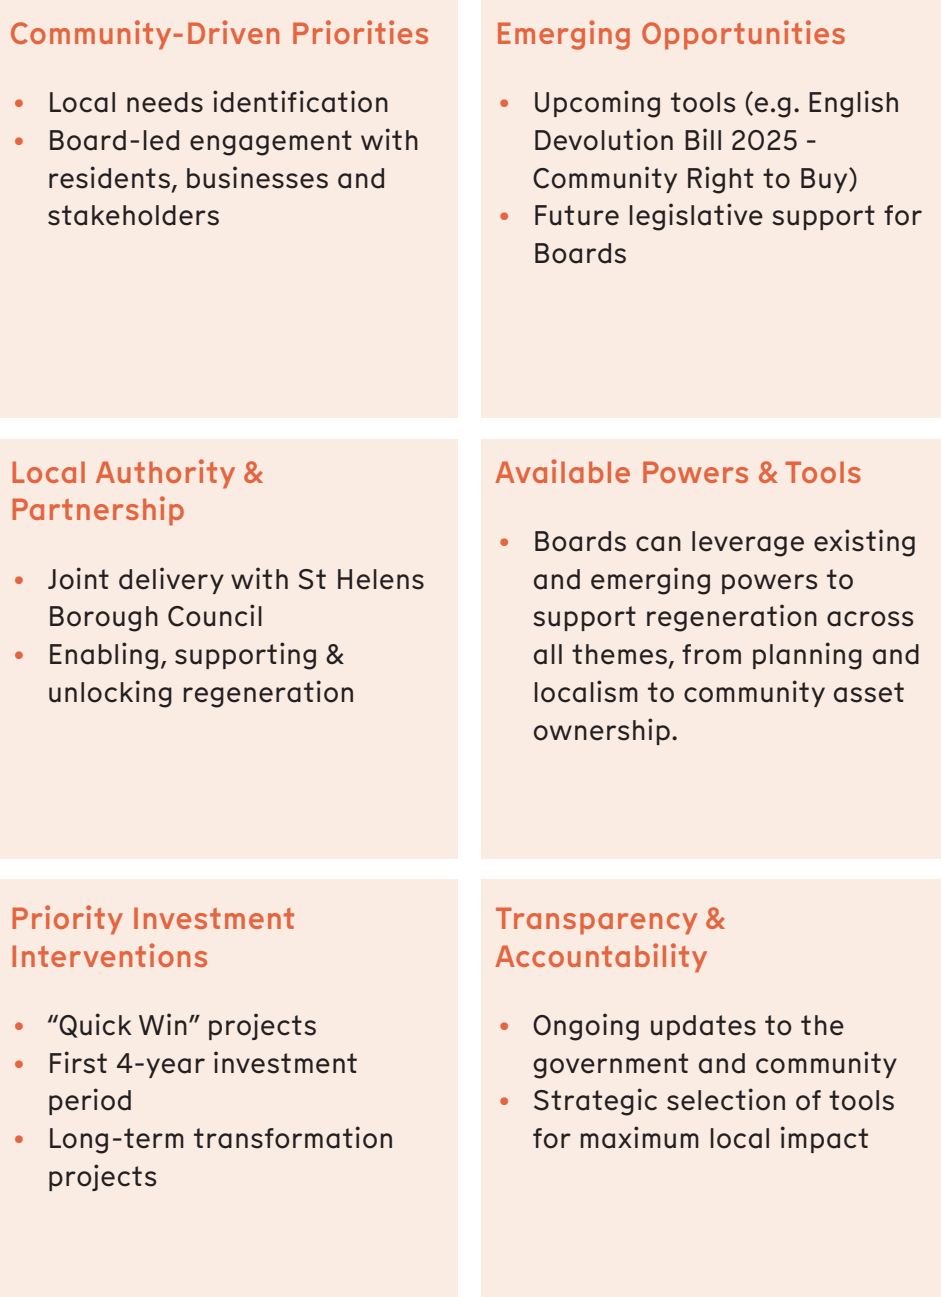 Community-Driven Priorities
• Local needs identification
• Board-led engagement with
residents, businesses and
stakeholders
Emerging Opportunities
• Upcoming tools (e.g. English
Devolution Bill 2025 -
Community Right to Buy)
• Future legislative support for
Boards
Local Authority &
Partnership
• Joint delivery with St Helens
Borough Council
• Enabling, supporting &
unlocking regeneration
Available Powers & Tools
• Boards can leverage existing
and emerging powers to
support regeneration across
all themes, from planning and
localism to community asset
ownership.
Priority Investment
Interventions
• “Quick Win” projects
• First 4-year investment
period
• Long-term transformation
projects
Transparency &
Accountability
• Ongoing updates to the
government and community
• Strategic selection of tools
for maximum local impact